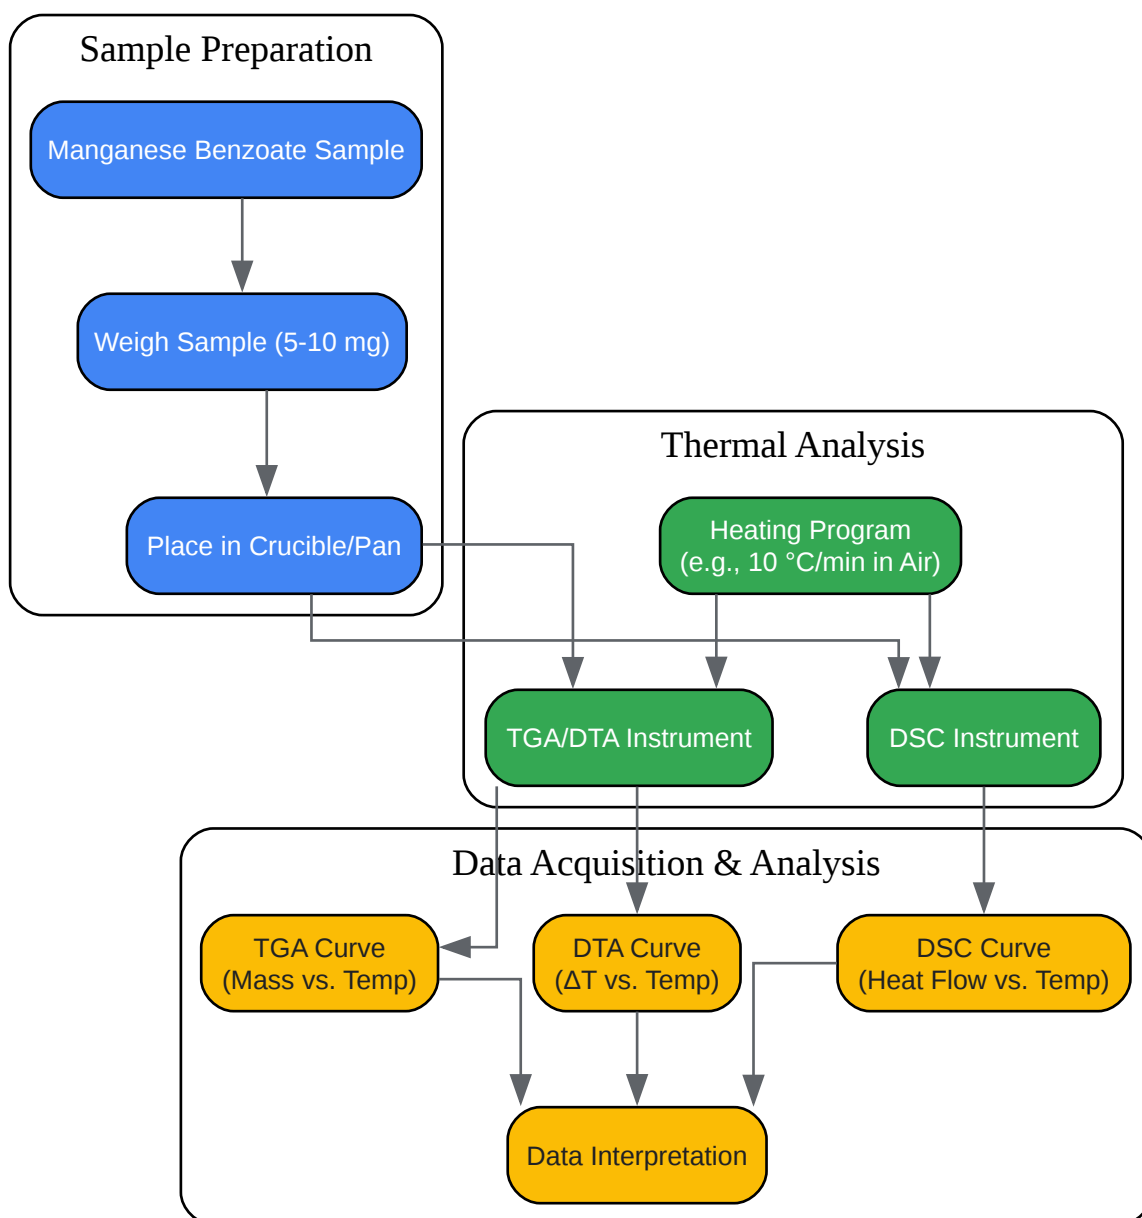 Sample Preparation
Manganese Benzoate Sample
Weigh Sample (5-10 mg)
Place in Crucible/Pan
Thermal Analysis
Heating Program
(e.g., 10 °C/min in Air)
TGA/DTA Instrument
DSC Instrument
Data Acquisition & Analysis
TGA Curve
(Mass vs. Temp)
DTA Curve
(ΔT vs. Temp)
DSC Curve
(Heat Flow vs. Temp)
Data Interpretation